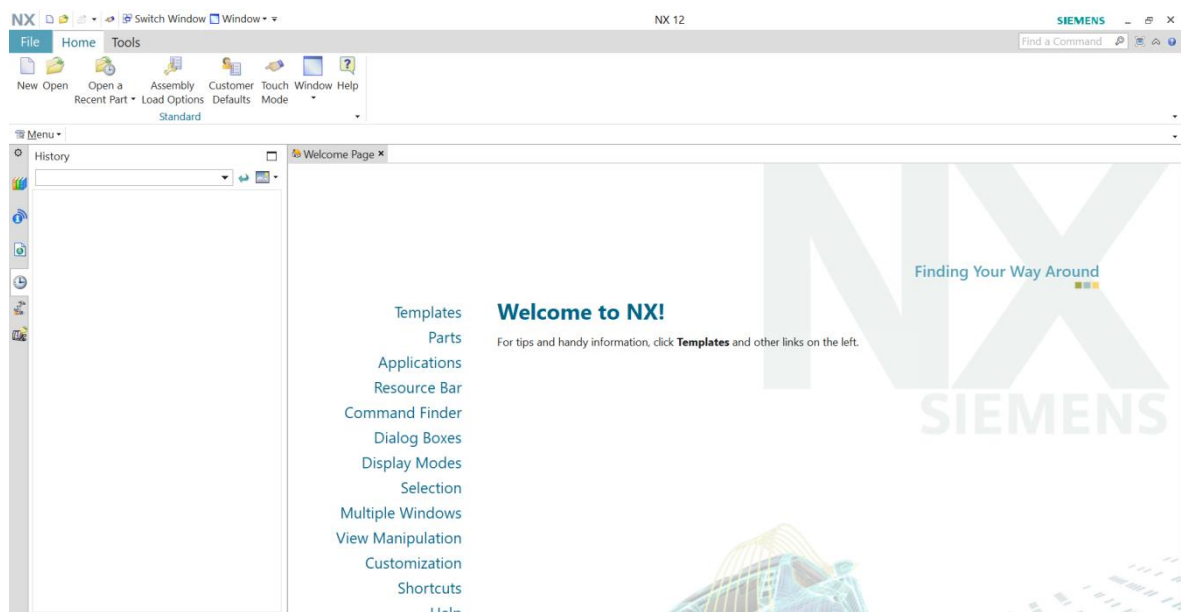 NX Switch Window Window NX 12 SIEMENS
File Home Tools Find a Command
New Open Open a Recent Part Assembly Load Options Customer Defaults Touch Mode Window Help
Standard
Menu
History Welcome Page
NX
Finding Your Way Around
SIEMENS
Welcome to NX!
For tips and handy information, click Templates and other links on the left.
Templates
Parts
Applications
Resource Bar
Command Finder
Dialog Boxes
Display Modes
Selection
Multiple Windows
View Manipulation
Customization
Shortcuts
Help